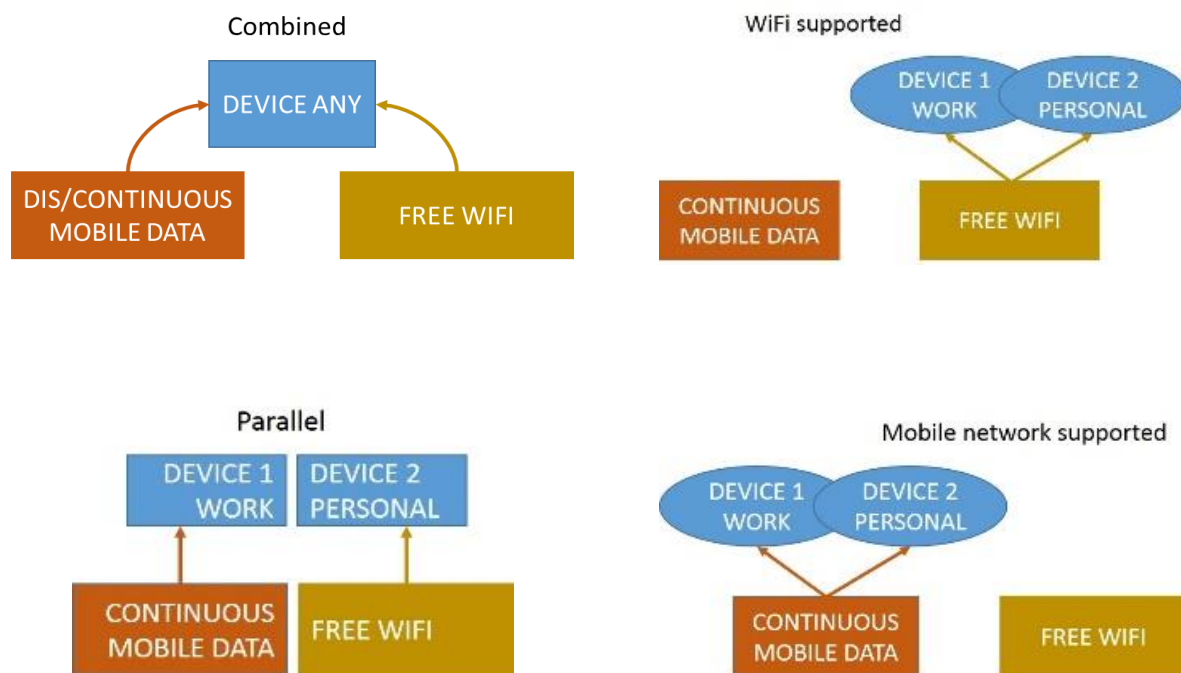 Combined
DEVICE ANY
DIS/CONTINUOUS
MOBILE DATA
FREE WIFI
WiFi supported
DEVICE 1
WORK
DEVICE 2
PERSONAL
CONTINUOUS
MOBILE DATA
FREE WIFI
Parallel
DEVICE 1
WORK
DEVICE 2
PERSONAL
CONTINUOUS
MOBILE DATA
FREE WIFI
Mobile network supported
DEVICE 1
WORK
DEVICE 2
PERSONAL
CONTINUOUS
MOBILE DATA
FREE WIFI